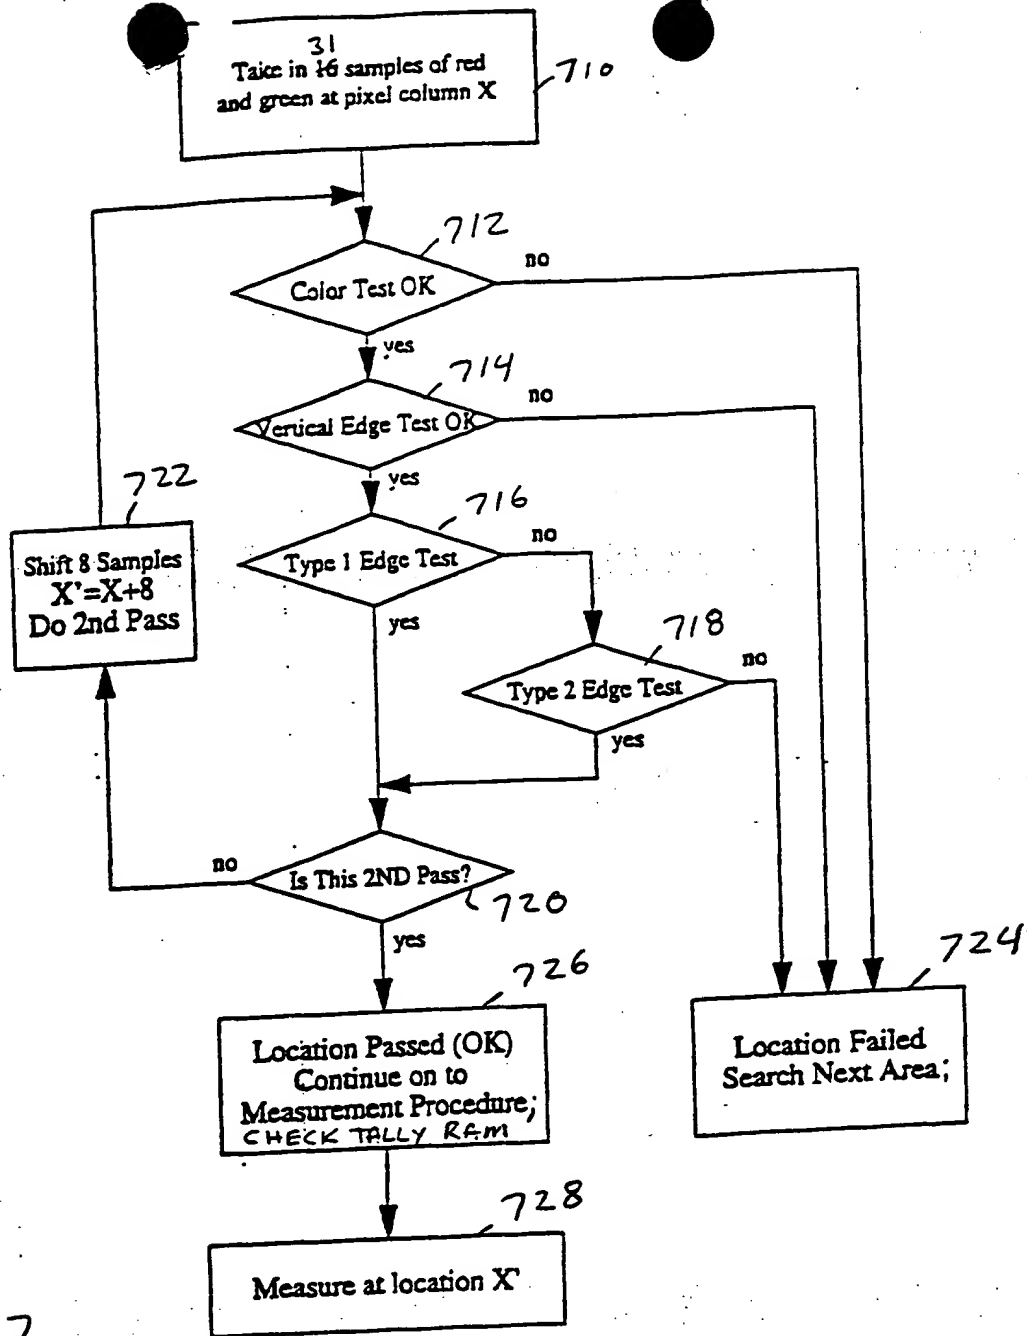 31
Take in 16 samples of red
and green at pixel column X
710
712
no
Color Test OK
yes
714
no
Vertical Edge Test OK
yes
722
716
no
Shift 8 Samples
X'=X+8
Do 2nd Pass
Type 1 Edge Test
yes
718
no
Type 2 Edge Test
yes
no
Is This 2ND Pass?
720
yes
726
724
Location Passed (OK)
Continue on to
Measurement Procedure;
CHECK TALLY RAM
Location Failed
Search Next Area;
728
Measure at location X'
7